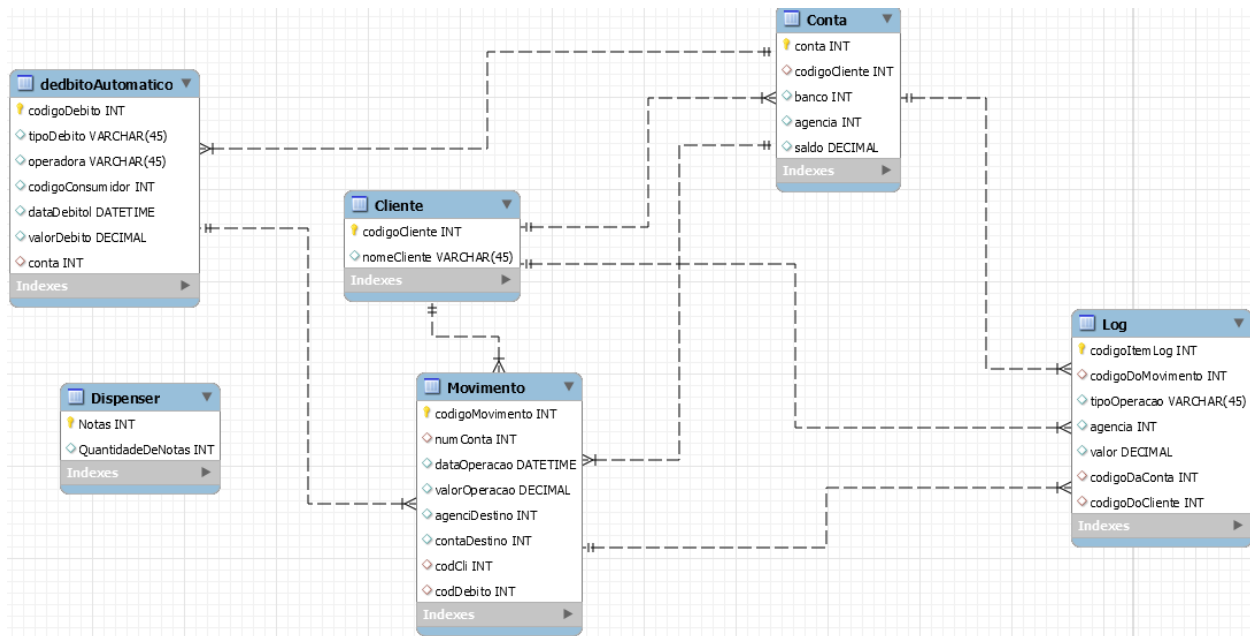 Conta
conta INT
codigoCliente INT
banco INT
agencia INT
saldo DECIMAL
Indexes
dedbitoAutomatico
codigoDebito INT
tipoDebito VARCHAR(45)
operadora VARCHAR(45)
codigoConsumidor INT
dataDebitol DATETIME
valorDebito DECIMAL
conta INT
Indexes
Cliente
codigoCliente INT
nomeCliente VARCHAR(45)
Indexes
Log
codigoItemLog INT
codigoDoMovimento INT
tipoOperacao VARCHAR(45)
agencia INT
valor DECIMAL
codigoDaConta INT
codigoDoCliente INT
Indexes
Dispenser
Notas INT
QuantidadeDeNotas INT
Indexes
Movimento
codigoMovimento INT
numConta INT
dataOperacao DATETIME
valorOperacao DECIMAL
agenciDestino INT
contaDestino INT
codCli INT
codDebito INT
Indexes